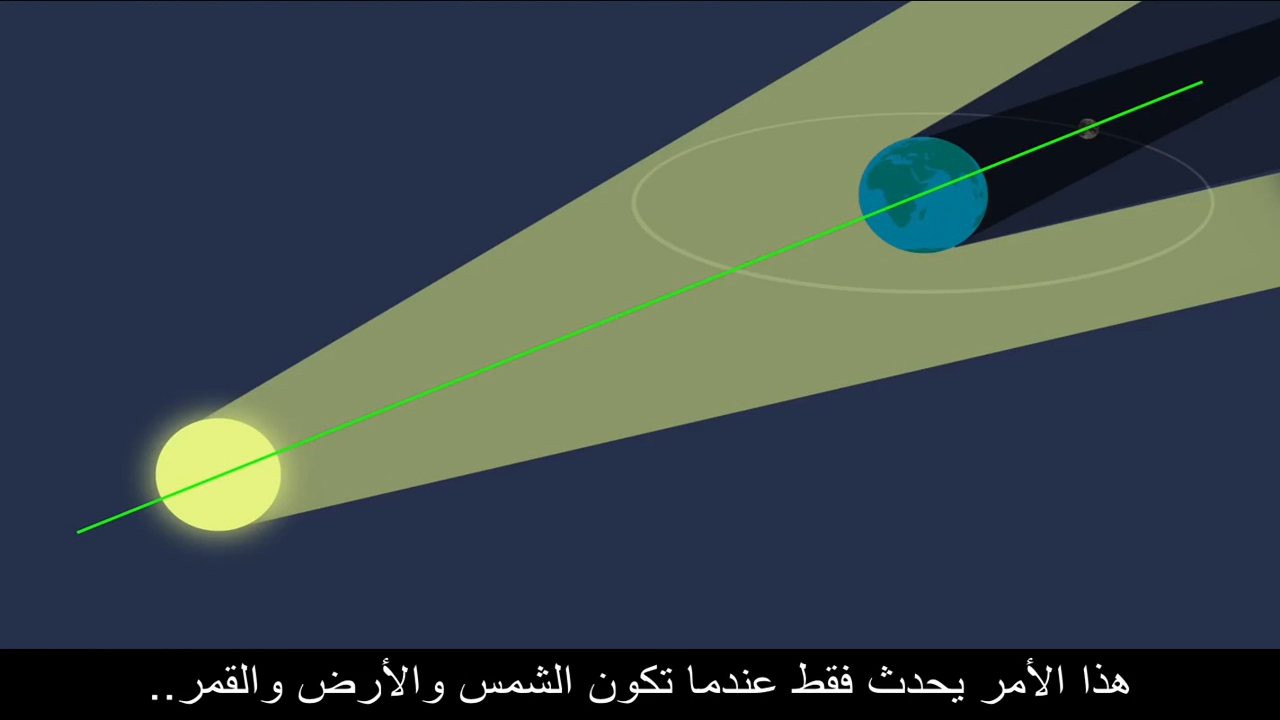 هذا الأمر يحدث فقط عندما تكون الشمس والأرض والقمر..